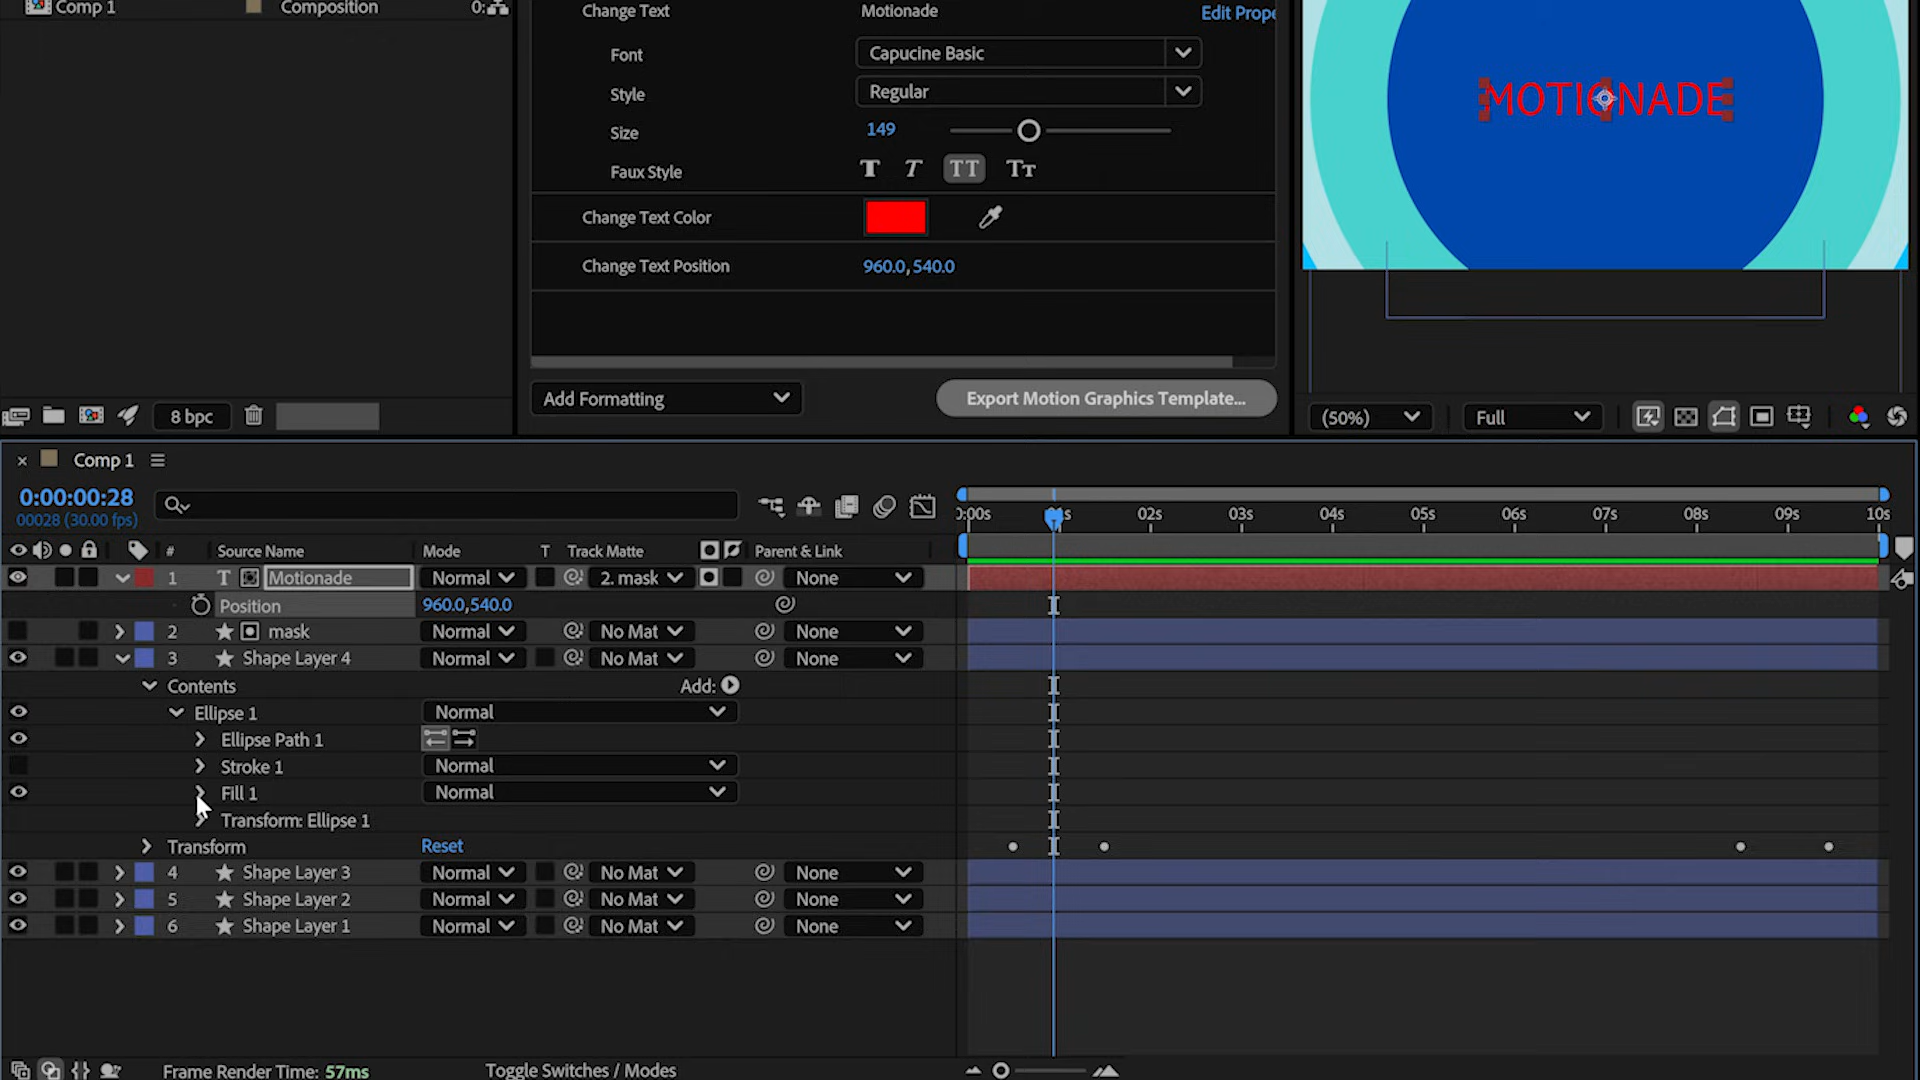 Comp 1 Composition 0:
Change Text Motionade Edit Prope
Font Capucine Basic
Style Regular
Size 149
Faux Style T T TT Tт
Change Text Color
Change Text Position 960.0, 540.0
Add Formatting Export Motion Graphics Template...
8 bpc
MOTIONADE
(50%) Full
× Comp 1
0:00:00:28
00028 (30.00 fps)
0:00s 01s 02s 03s 04s 05s 06s 07s 08s 09s 10s
# Source Name Mode T Track Matte Parent & Link
1 T Motionade Normal 2. mask None
Position 960.0,540.0
2 mask Normal No Mat None
3 Shape Layer 4 Normal No Mat None
Contents Add:
Ellipse 1 Normal
Ellipse Path 1
Stroke 1 Normal
Fill 1 Normal
Transform: Ellipse 1
Transform Reset
4 Shape Layer 3 Normal No Mat None
5 Shape Layer 2 Normal No Mat None
6 Shape Layer 1 Normal No Mat None
Frame Render Time: 57ms Toggle Switches / Modes